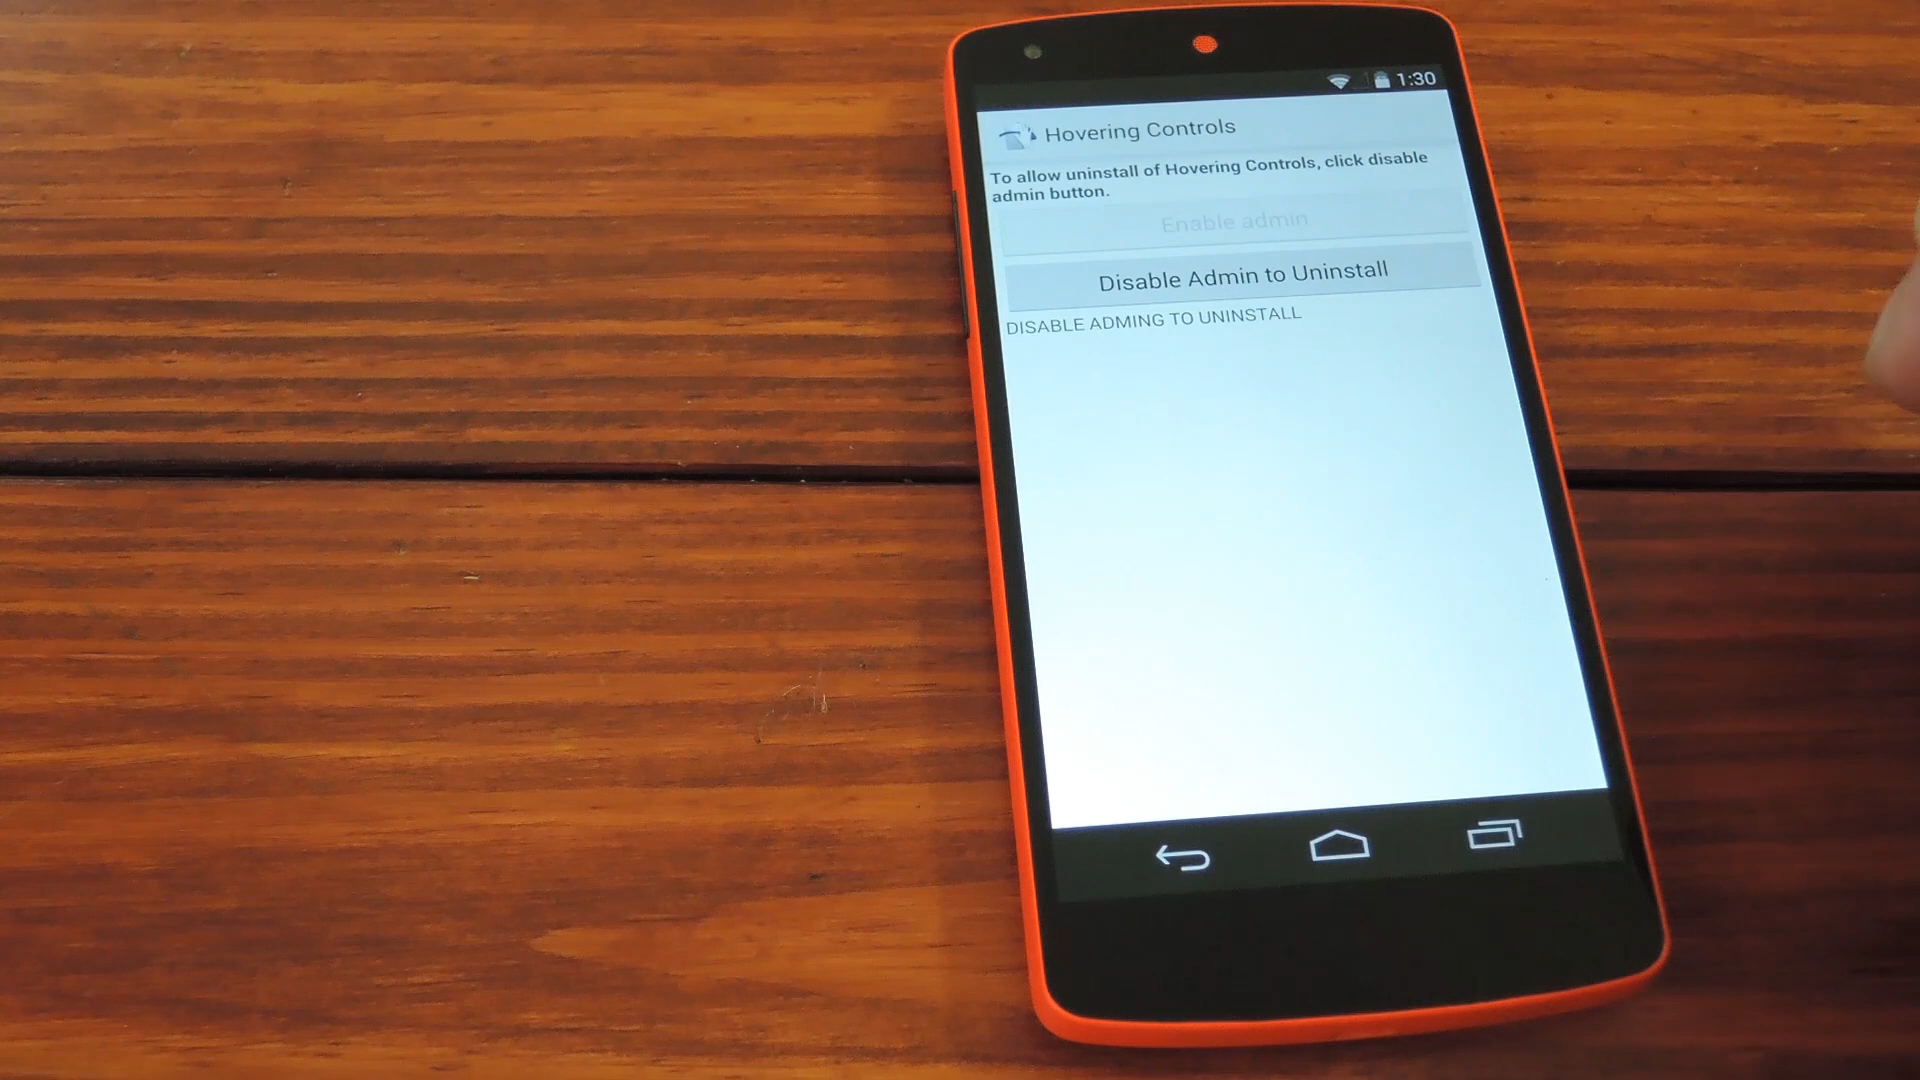 1:30
Hovering Controls
To allow uninstall of Hovering Controls, click disable
admin button.
Enable admin
Disable Admin to Uninstall
DISABLE ADMING TO UNINSTALL